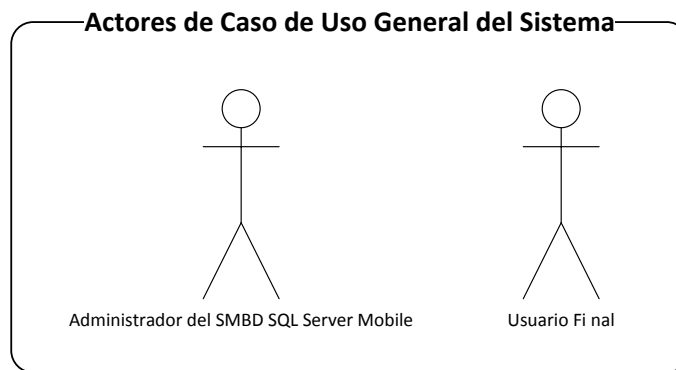 Actores de Caso de Uso General del Sistema
Administrador del SMBD SQL Server Mobile
Usuario Fi nal